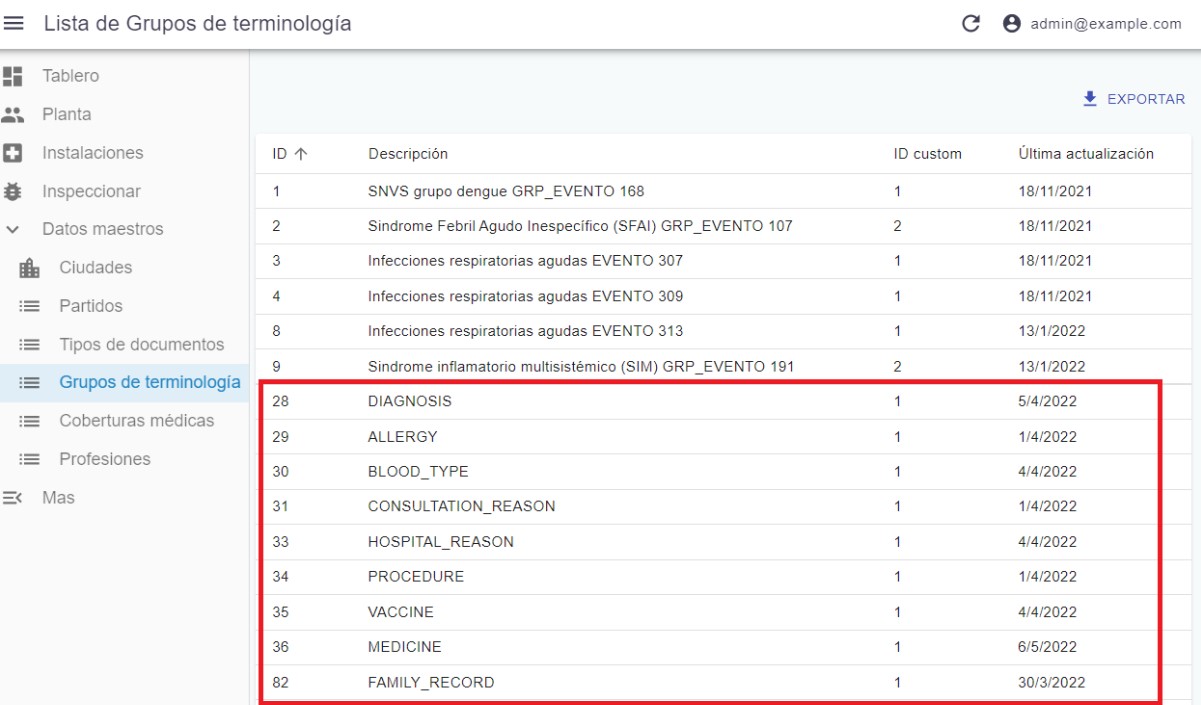 Lista de Grupos de terminología
admin@example.com
Tablero
Planta
Instalaciones
Inspeccionar
Datos maestros
Ciudades
Partidos
Tipos de documentos
Grupos de terminología
Coberturas médicas
Profesiones
Mas
EXPORTAR
ID Descripción ID custom Última actualización
1 SNVS grupo dengue GRP_EVENTO 168 1 18/11/2021
2 Sindrome Febril Agudo Inespecífico (SFAI) GRP_EVENTO 107 2 18/11/2021
3 Infecciones respiratorias agudas EVENTO 307 1 18/11/2021
4 Infecciones respiratorias agudas EVENTO 309 1 18/11/2021
8 Infecciones respiratorias agudas EVENTO 313 1 13/1/2022
9 Sindrome inflamatorio multisistémico (SIM) GRP_EVENTO 191 2 13/1/2022
28 DIAGNOSIS 1 5/4/2022
29 ALLERGY 1 1/4/2022
30 BLOOD_TYPE 1 4/4/2022
31 CONSULTATION_REASON 1 1/4/2022
33 HOSPITAL_REASON 1 4/4/2022
34 PROCEDURE 1 1/4/2022
35 VACCINE 1 4/4/2022
36 MEDICINE 1 6/5/2022
82 FAMILY_RECORD 1 30/3/2022